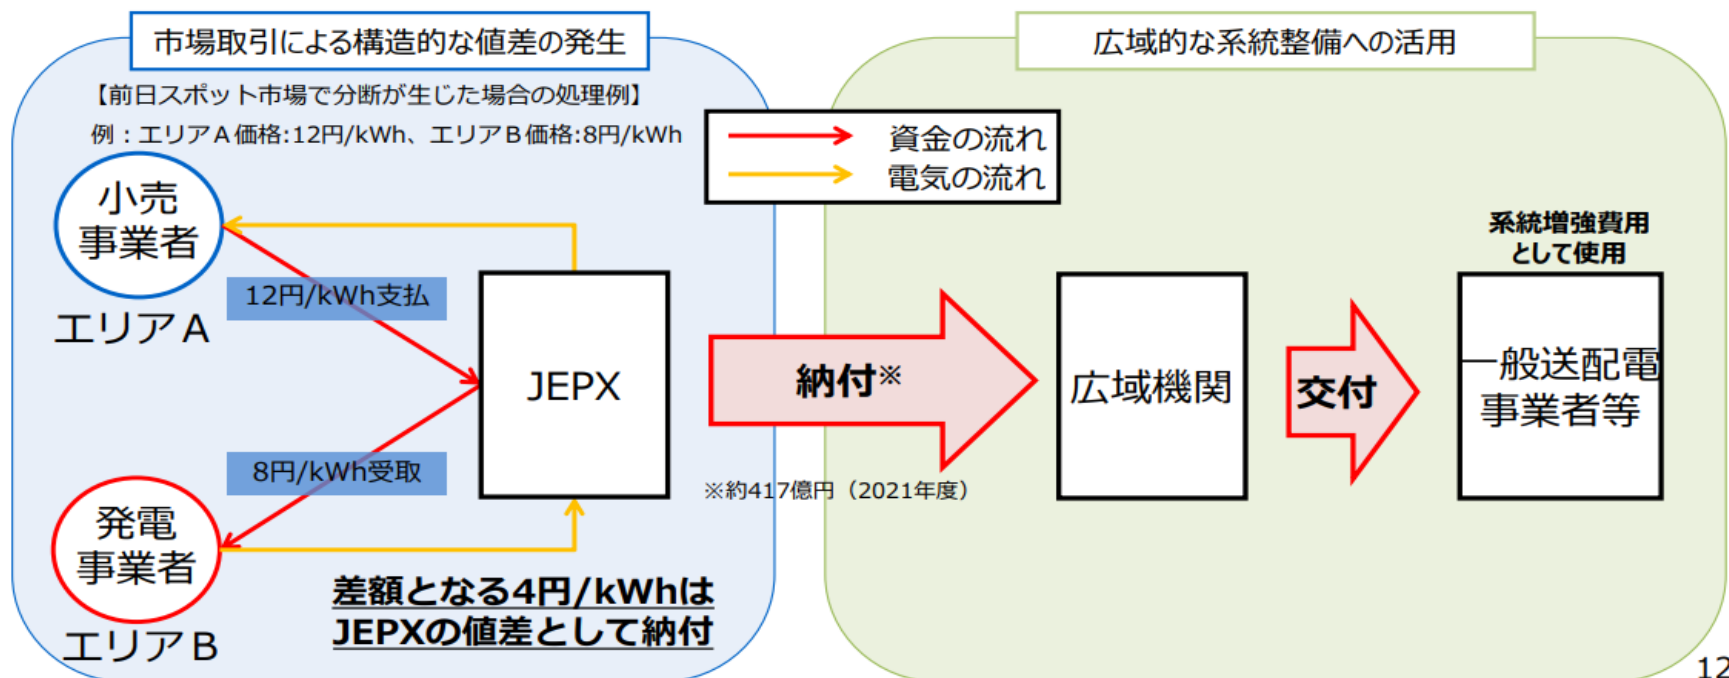 市場取引による構造的な値差の発生
【前日スポット市場で分断が生じた場合の処理例】
例：エリアＡ価格:12円/kWh、エリアＢ価格:8円/kWh
小売
事業者
エリアＡ
12円/kWh支払
JEPX
8円/kWh受取
発電
事業者
エリアＢ
差額となる4円/kWhは
JEPXの値差として納付
資金の流れ
電気の流れ
納付※
※約417億円（2021年度）
広域的な系統整備への活用
広域機関
交付
系統増強費用
として使用
一般送配電
事業者等
12